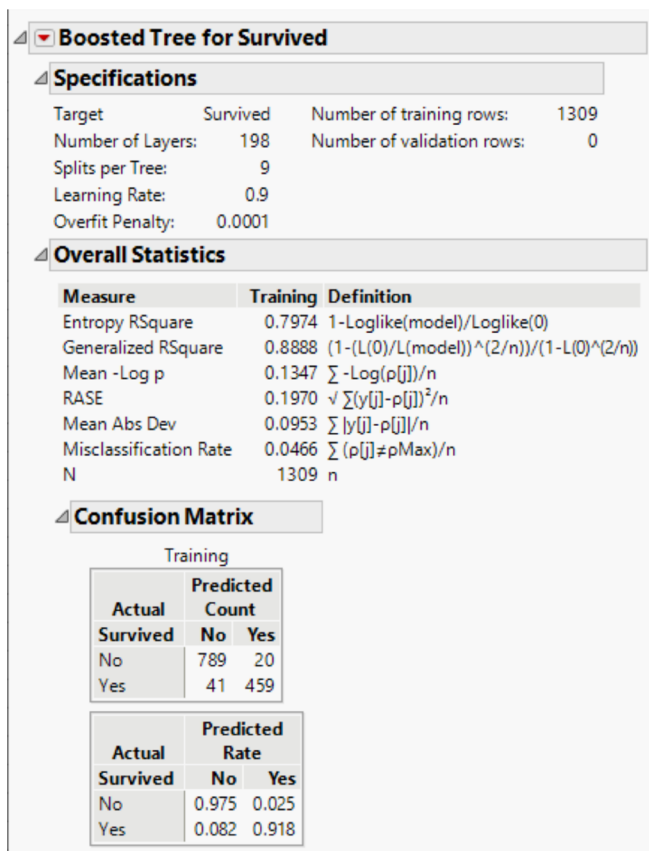 Boosted Tree for Survived
Specifications
Target Survived Number of training rows: 1309
Number of Layers: 198 Number of validation rows: 0
Splits per Tree: 9
Learning Rate: 0.9
Overfit Penalty: 0.0001
Overall Statistics
Measure Training Definition
Entropy RSquare 0.7974 1-Loglike(model)/Loglike(0)
Generalized RSquare 0.8888 (1-(L(0)/L(model))^(2/n))/(1-L(0)^(2/n))
Mean -Log p 0.1347 ∑ -Log(ρ[j])/n
RASE 0.1970 √ ∑(y[j]-ρ[j])²/n
Mean Abs Dev 0.0953 ∑ |y[j]-ρ[j]|/n
Misclassification Rate 0.0466 ∑ (ρ[j]≠ρMax)/n
N 1309 n
Confusion Matrix
Training
Predicted
Actual Count
Survived No Yes
No 789 20
Yes 41 459
Predicted
Actual Rate
Survived No Yes
No 0.975 0.025
Yes 0.082 0.918